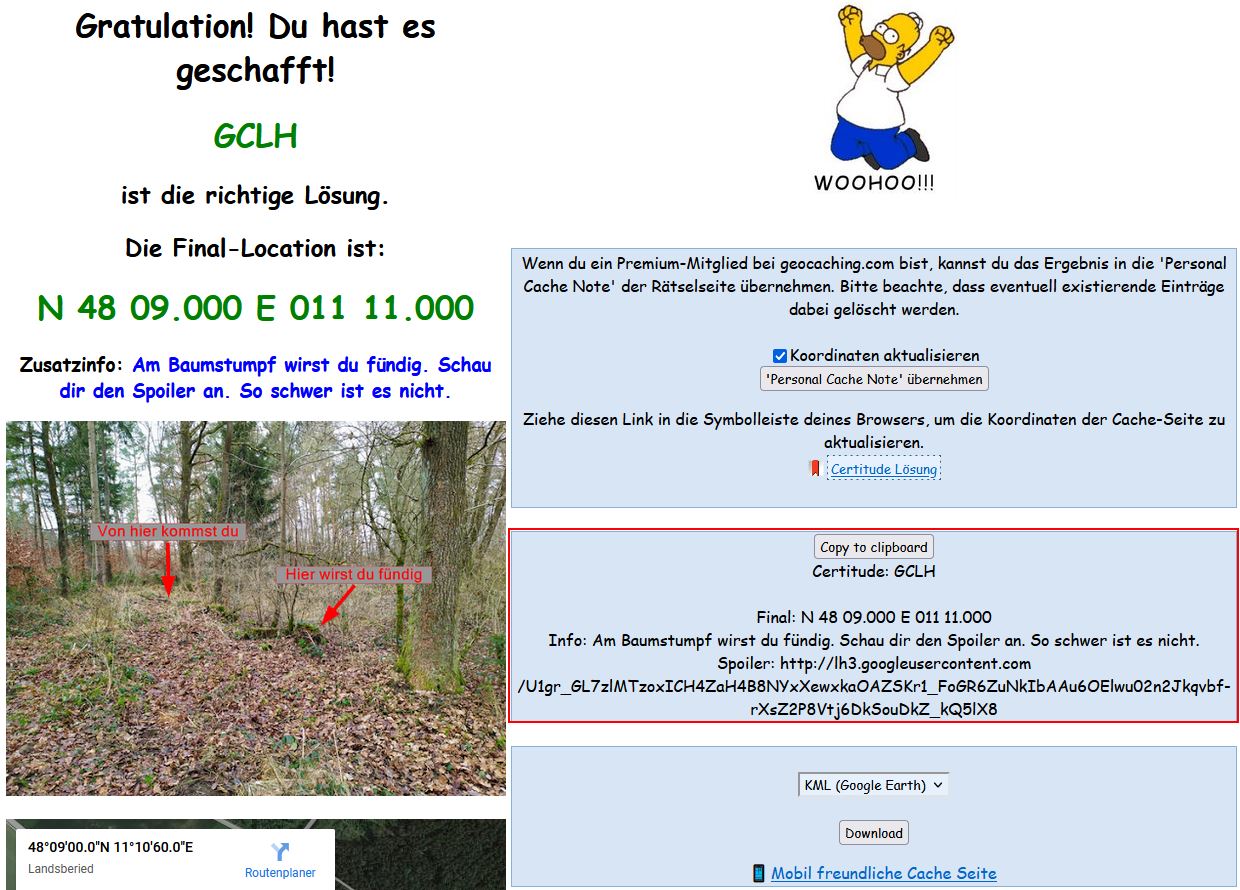 Gratulation! Du hast es
geschafft!
GCLH
ist die richtige Lösung.
Die Final-Location ist:
N 48 09.000 E 011 11.000
Zusatzinfo: Am Baumstumpf wirst du fündig. Schau
dir den Spoiler an. So schwer ist es nicht.
Von hier kommst du
Hier wirst du fündig
48°09'00.0"N 11°10'60.0"E
Landsberied
Routenplaner
WOOHOO!!!
Wenn du ein Premium-Mitglied bei geocaching.com bist, kannst du das Ergebnis in die 'Personal
Cache Note' der Rätselseite übernehmen. Bitte beachte, dass eventuell existierende Einträge
dabei gelöscht werden.
Koordinaten aktualisieren
'Personal Cache Note' übernehmen
Ziehe diesen Link in die Symbolleiste deines Browsers, um die Koordinaten der Cache-Seite zu
aktualisieren.
Certitude Lösung
Copy to clipboard
Certitude: GCLH
Final: N 48 09.000 E 011 11.000
Info: Am Baumstumpf wirst du fündig. Schau dir den Spoiler an. So schwer ist es nicht.
Spoiler: http://lh3.googleusercontent.com
/U1gr_GL7zlMTzoxICH4ZaH4B8NYxXewxkaOAZSKr1_FoGR6ZuNkIbAAu6OElwu02n2Jkqvbf-
rXsZ2P8Vtj6DkSouDkZ_kQ5lX8
KML (Google Earth)
Download
Mobil freundliche Cache Seite